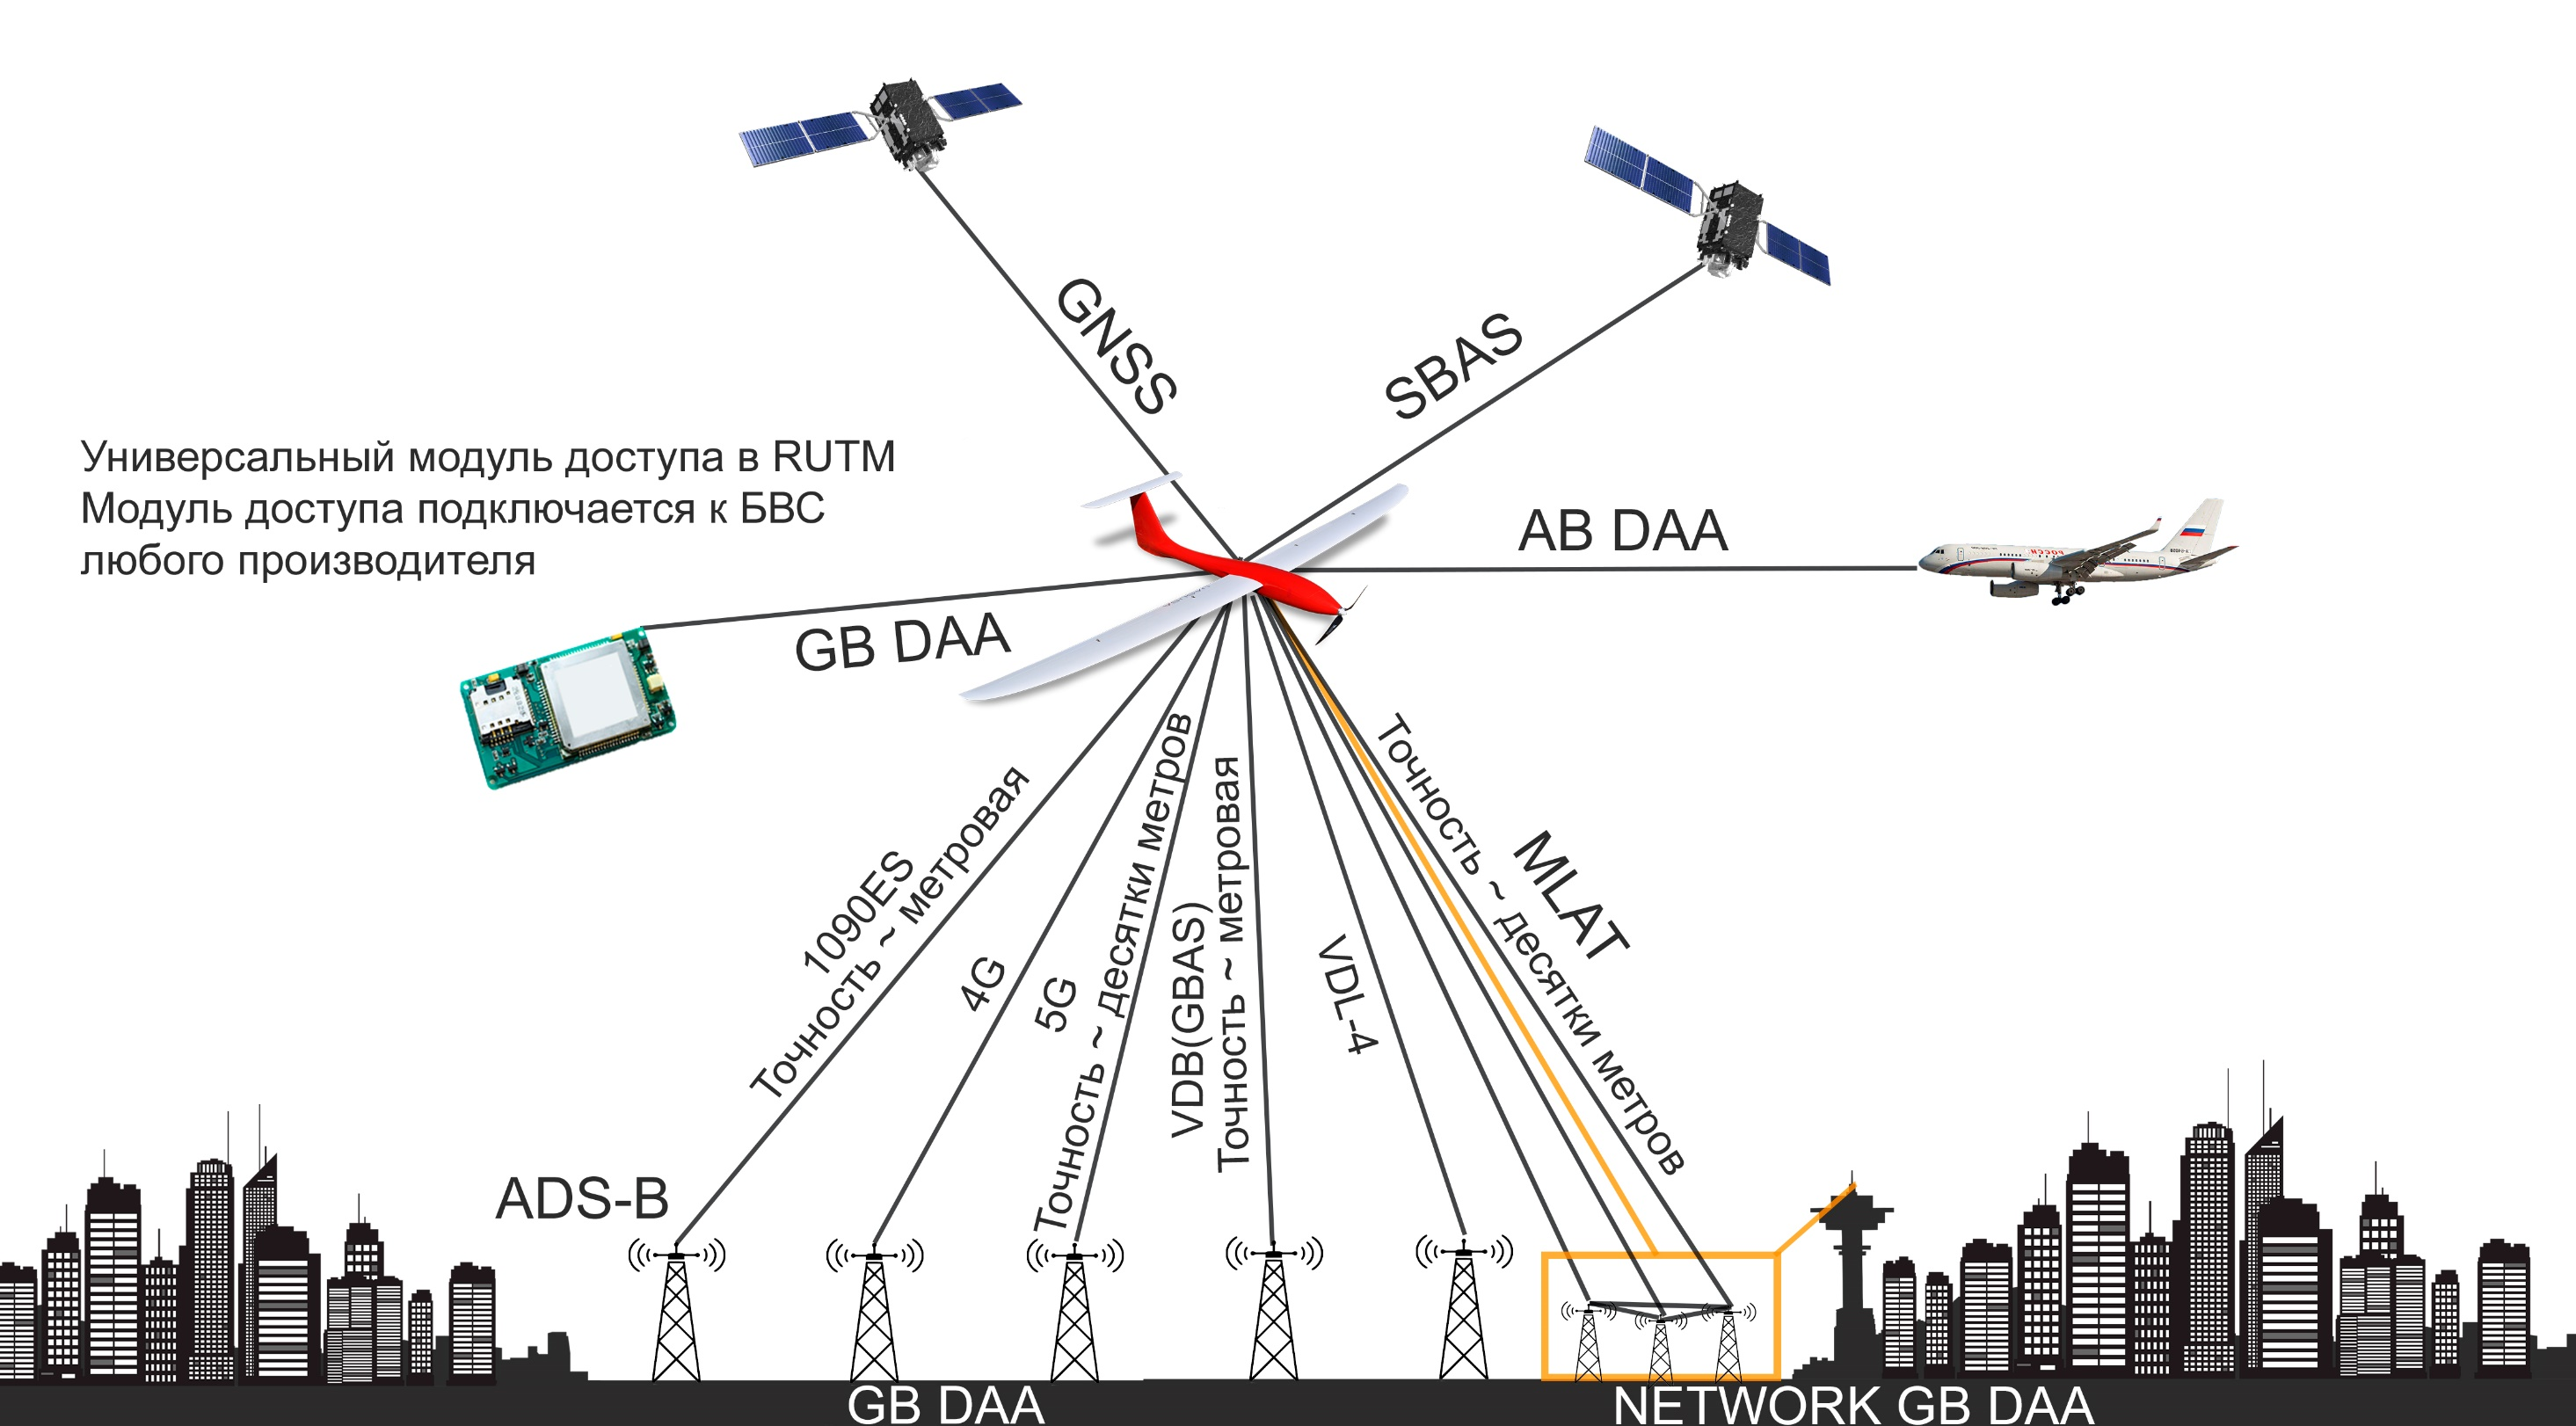 GNSS
SBAS
Универсальный модуль доступа в RUTM
Модуль доступа подключается к БВС
любого производителя
AB DAA
GB DAA
1090ES
Точность ~ метровая
4G
5G
Точность ~ десятки метров
VDB(GBAS)
Точность ~ метровая
VDL-4
MLAT
Точность ~ десятки метров
ADS-B
GB DAA
NETWORK GB DAA